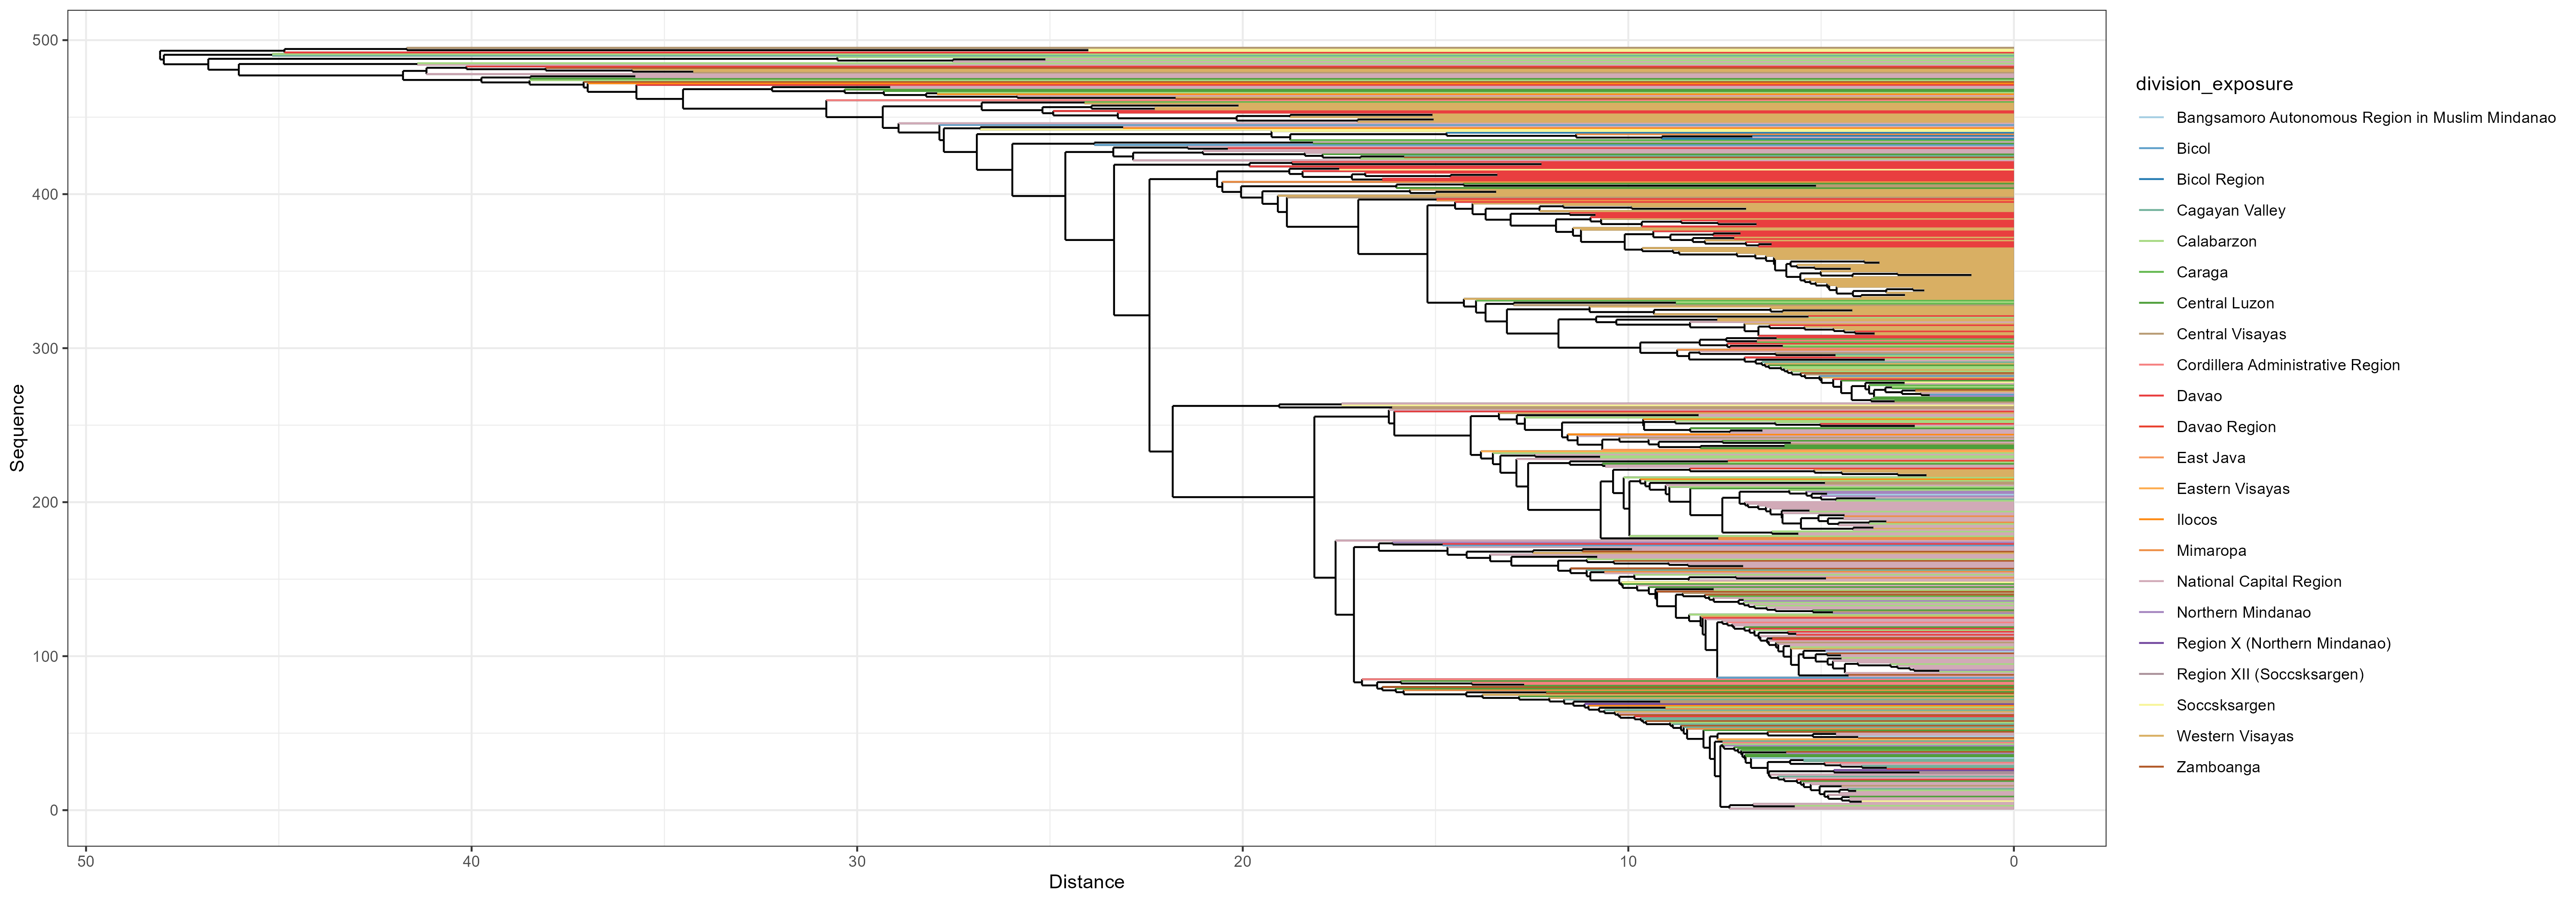 500
400
300
200
100
0
Sequence
50
40
30
20
10
0
Distance
division_exposure
Bangsamoro Autonomous Region in Muslim Mindanao
Bicol
Bicol Region
Cagayan Valley
Calabarzon
Caraga
Central Luzon
Central Visayas
Cordillera Administrative Region
Davao
Davao Region
East Java
Eastern Visayas
Ilocos
Mimaropa
National Capital Region
Northern Mindanao
Region X (Northern Mindanao)
Region XII (Soccsksargen)
Soccsksargen
Western Visayas
Zamboanga